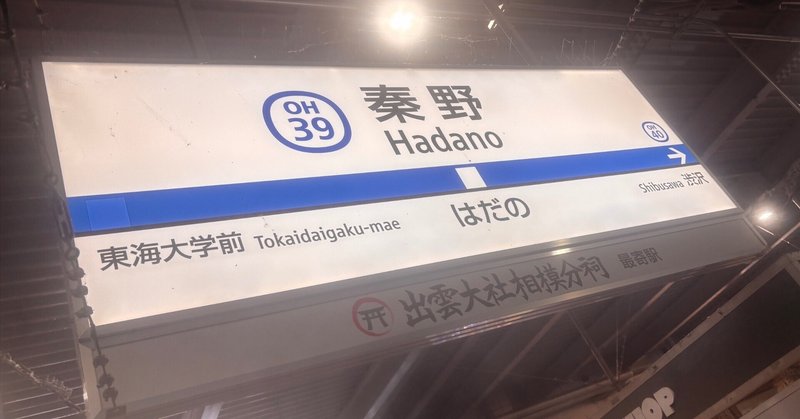 OH
39
秦野
Hadano
OH
40
東海大学前 Tokaidaigaku-mae
はだの
Shibusawa 渋沢
出雲大社相模分祠 最寄駅
HOP